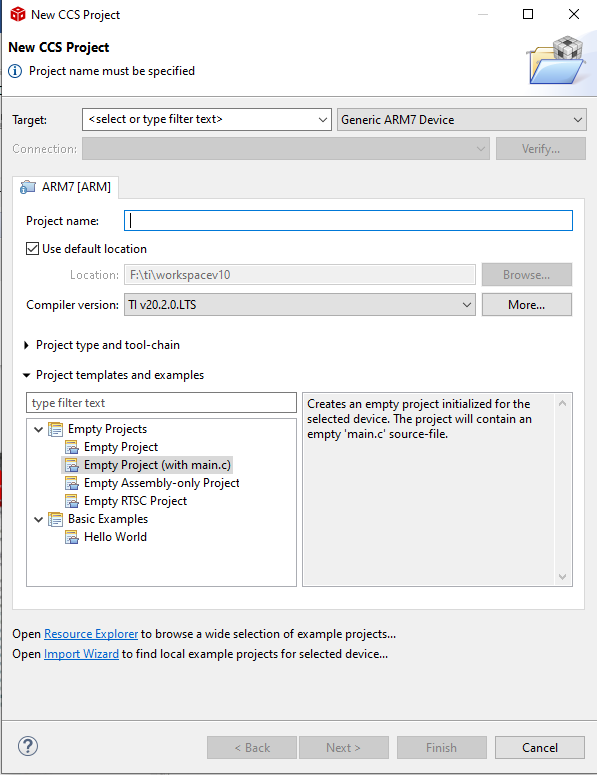 New CCS Project
New CCS Project
Project name must be specified
Target: <select or type filter text> Generic ARM7 Device
Connection: Verify...
ARM7 [ARM]
Project name:
Use default location
Location: F:\ti\workspacev10 Browse...
Compiler version: TI v20.2.0.LTS More...
Project type and tool-chain
Project templates and examples
type filter text
Empty Projects
Empty Project
Empty Project (with main.c)
Empty Assembly-only Project
Empty RTSC Project
Basic Examples
Hello World
Creates an empty project initialized for the
selected device. The project will contain an
empty 'main.c' source-file.
Open Resource Explorer to browse a wide selection of example projects...
Open Import Wizard to find local example projects for selected device...
? < Back Next > Finish Cancel